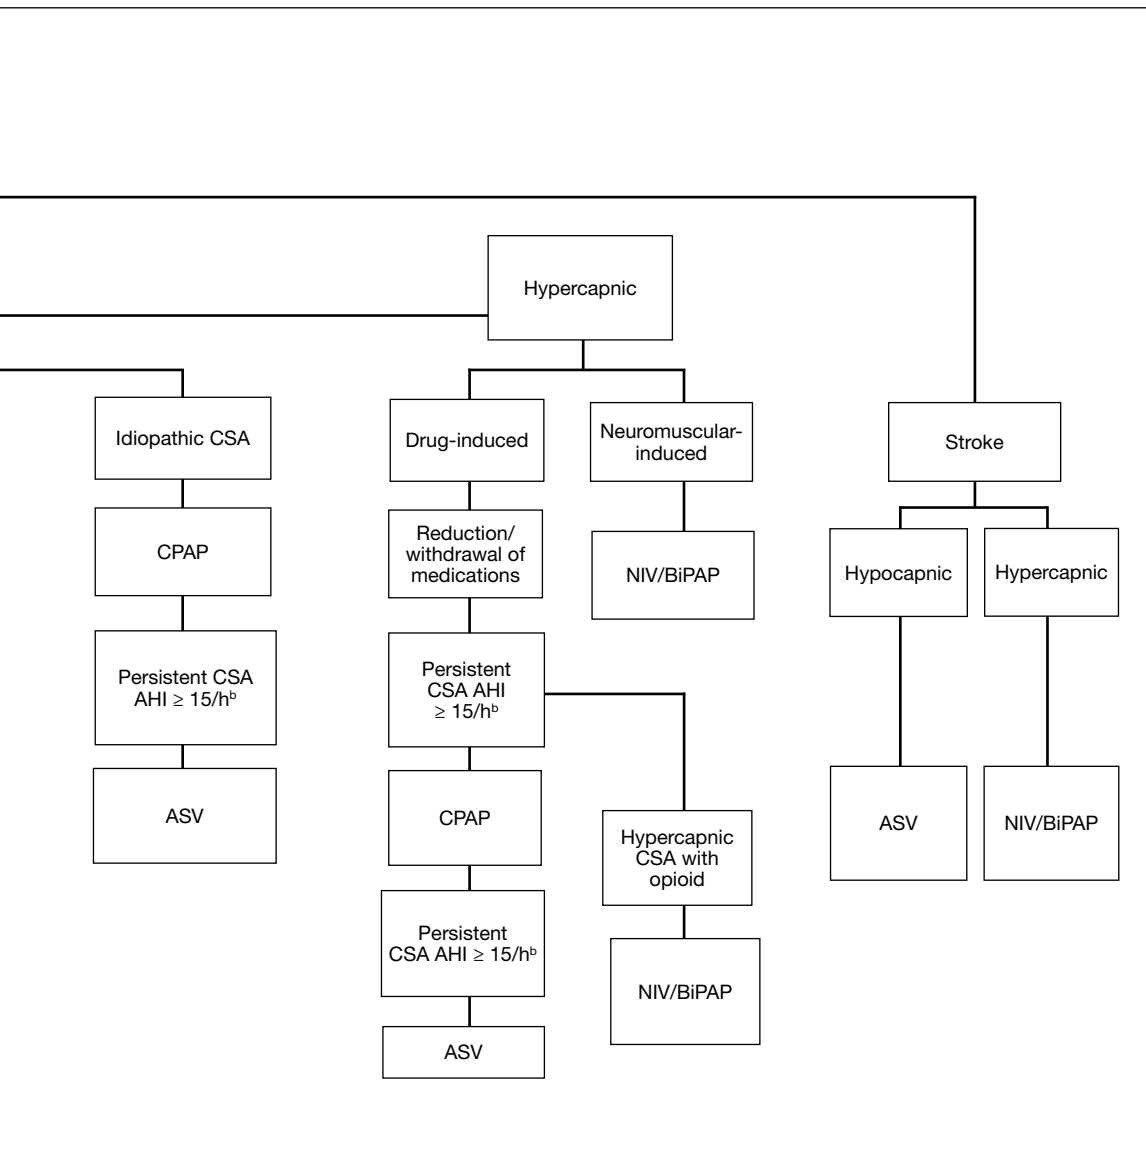 Hypercapnic
Idiopathic CSA
CPAP
Persistent CSA
AHI ≥ 15/hᵇ
ASV
Drug-induced
Reduction/
withdrawal of
medications
Persistent
CSA AHI
≥ 15/hᵇ
CPAP
Persistent
CSA AHI ≥ 15/hᵇ
ASV
Hypercapnic
CSA with
opioid
NIV/BiPAP
Neuromuscular-
induced
NIV/BiPAP
Stroke
Hypocapnic
ASV
Hypercapnic
NIV/BiPAP